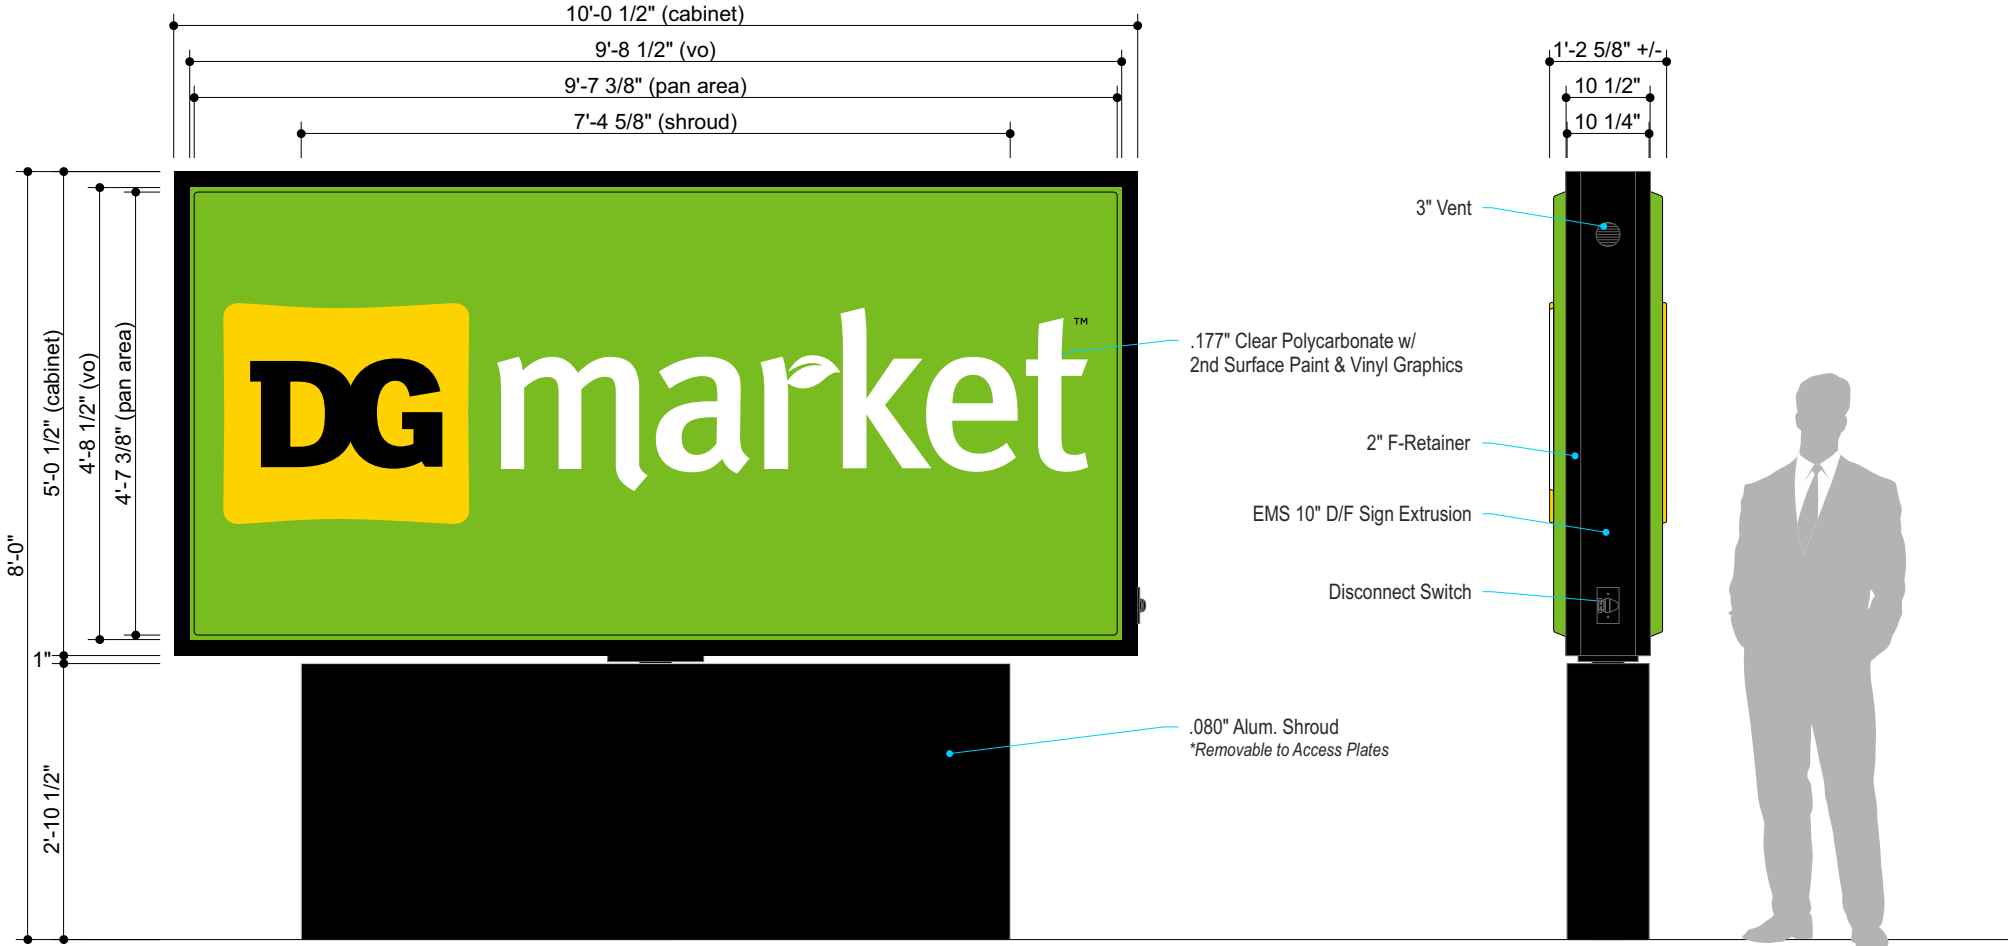 10'-0 1/2" (cabinet)
9'-8 1/2" (vo)
9'-7 3/8" (pan area)
7'-4 5/8" (shroud)
1'-2 5/8" +/-
10 1/2"
10 1/4"
8'-0"
5'-0 1/2" (cabinet)
4'-8 1/2" (vo)
4'-7 3/8" (pan area)
1"
2'-10 1/2"
DG market ™
3" Vent
.177" Clear Polycarbonate w/
2nd Surface Paint & Vinyl Graphics
2" F-Retainer
EMS 10" D/F Sign Extrusion
Disconnect Switch
.080" Alum. Shroud
*Removable to Access Plates